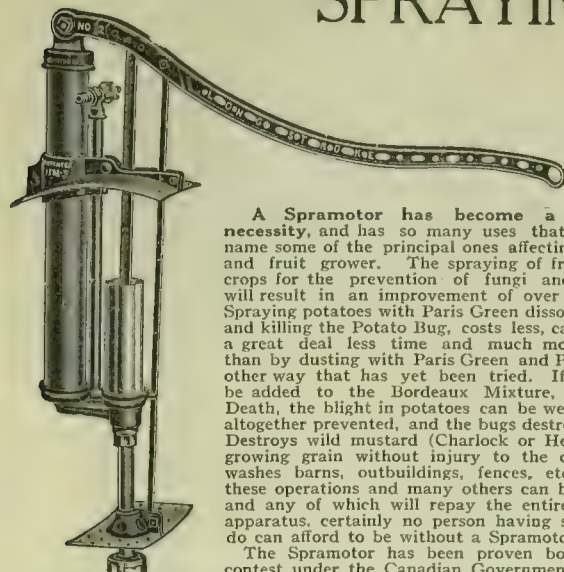 SPRAYIN
NO 2
A Spramotor has become a
necessity, and has so many uses that
name some of the principal ones affectin
and fruit grower. The spraying of fr
crops for the prevention of fungi and
will result in an improvement of over
Spraying potatoes with Paris Green disso
and killing the Potato Bug, costs less, ca
a great deal less time and much mo
than by dusting with Paris Green and P
other way that has yet been tried. If
be added to the Bordeaux Mixture,
Death, the blight in potatoes can be we
altogether prevented, and the bugs destro
Destroys wild mustard (Charlock or He
growing grain without injury to the c
washes barns, outbuildings, fences, etc
these operations and many others can b
and any of which will repay the entire
apparatus, certainly no person having s
do can afford to be without a Spramoto
The Spramotor has been proven bo
contest under the Canadian Governmen